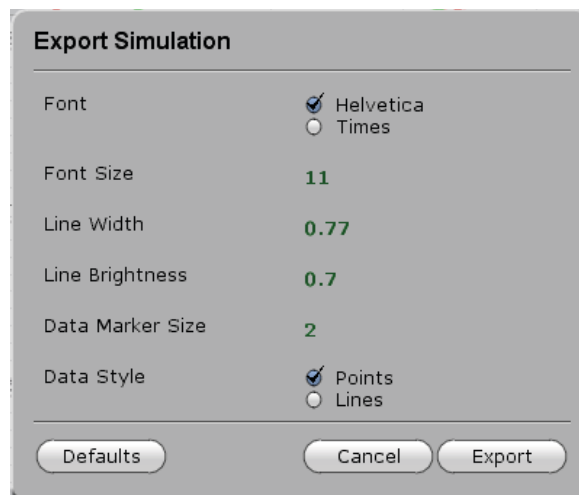 Export Simulation
Font
Helvetica
Times
Font Size 11
Line Width 0.77
Line Brightness 0.7
Data Marker Size 2
Data Style
Points
Lines
Defaults Cancel Export